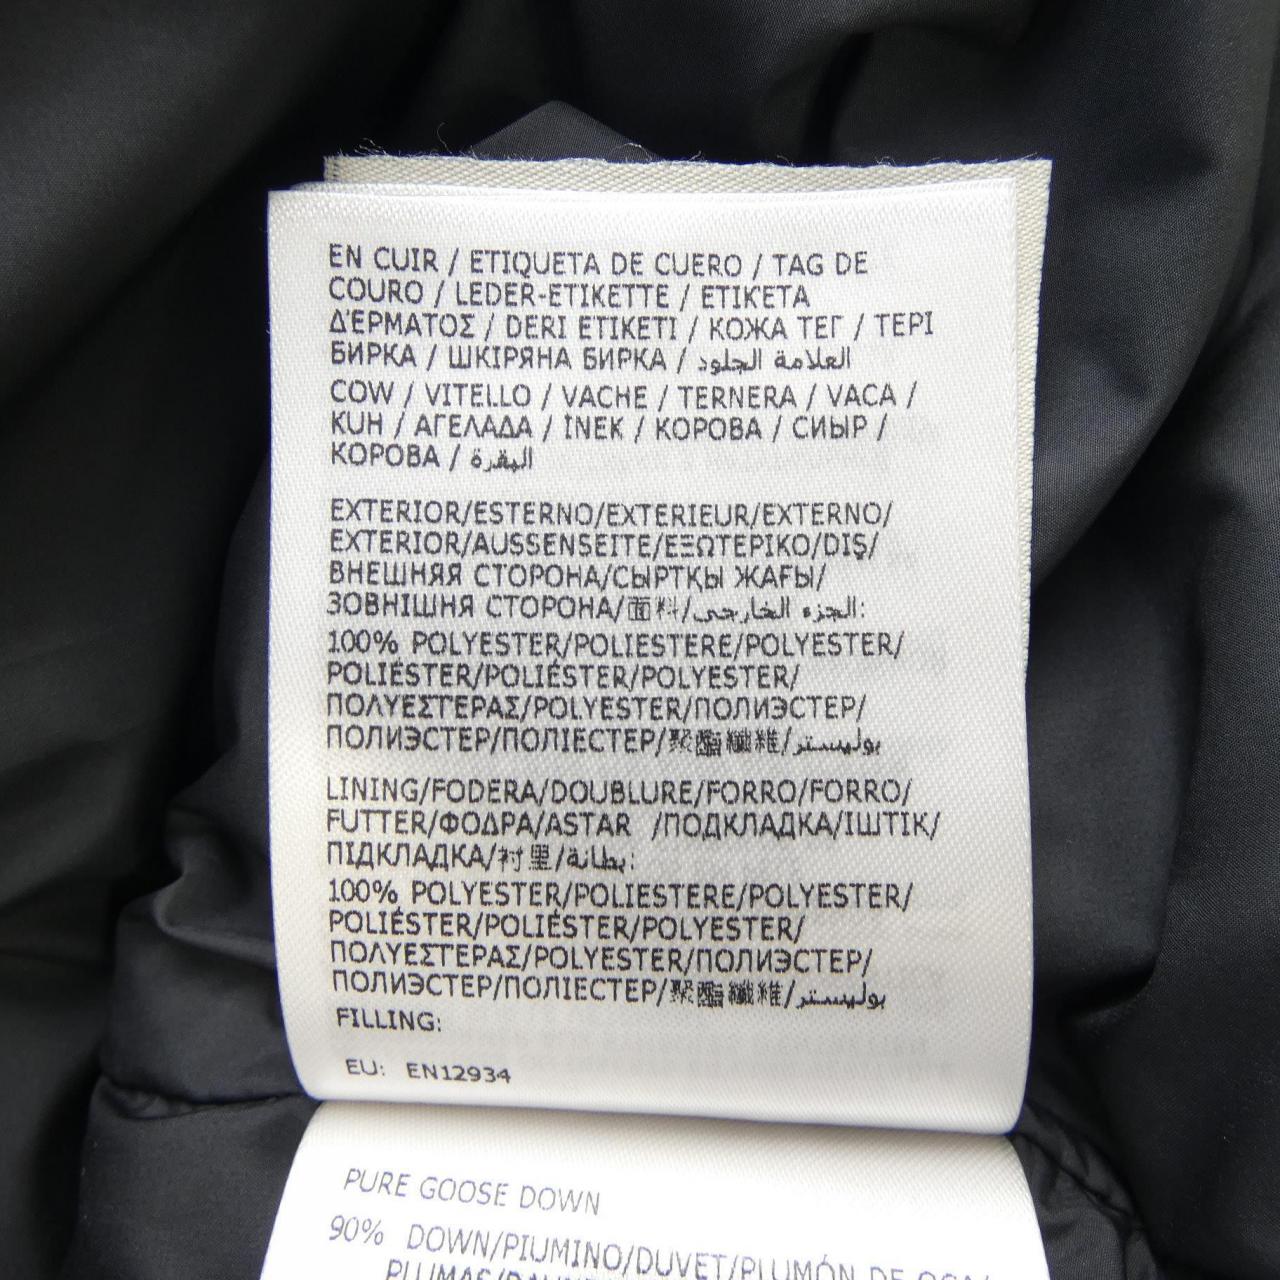 EN CUIR / ETIQUETA DE CUERO / TAG DE
COURO / LEDER-ETIKETTE / ΕΤΙΚΈΤΑ
ΔΈΡΜΑΤΟΣ / DERI ETIKETI / КОЖА ТЕГ / ТЕРІ
БИРКА / ШКІРЯНА БИРКА / العلامة الجلود
COW / VITELLO / VACHE / TERNERA / VACA /
KUH / ΑΓΕΛΑΔΑ / INEK / КОРОВА / СИЫР /
КОРОВА / البقرة
EXTERIOR/ESTERNO/EXTERIEUR/EXTERNO/
EXTERIOR/AUSSENSEITE/ΕΞΩΤΕΡΙΚΟ/DIŞ/
ВНЕШНЯЯ СТОРОНА/СЫРТҚЫ ЖАҒЫ/
ЗОВНІШНЯ СТОРОНА/面料/الجزء الخارجي:
100% POLYESTER/POLIESTERE/POLYESTER/
POLIÉSTER/POLIÉSTER/POLYESTER/
ΠΟΛΥΕΣΤΈΡΑΣ/POLYESTER/ПОЛИЭСТЕР/
ПОЛИЭСТЕР/ПОЛІЕСТЕР/聚酯纖維/بوليستر
LINING/FODERA/DOUBLURE/FORRO/FORRO/
FUTTER/ΦΟΔΡΑ/ASTAR /ПОДКЛАДКА/ІШТІК/
ПІДКЛАДКА/衬里/بطانة:
100% POLYESTER/POLIESTERE/POLYESTER/
POLIÉSTER/POLIÉSTER/POLYESTER/
ΠΟΛΥΕΣΤΈΡΑΣ/POLYESTER/ПОЛИЭСТЕР/
ПОЛИЭСТЕР/ПОЛІЕСТЕР/聚酯纖維/بوليستر
FILLING:
EU: EN12934
PURE GOOSE DOWN
90% DOWN/PIUMINO/DUVET/PLUMÓN DE OCA/